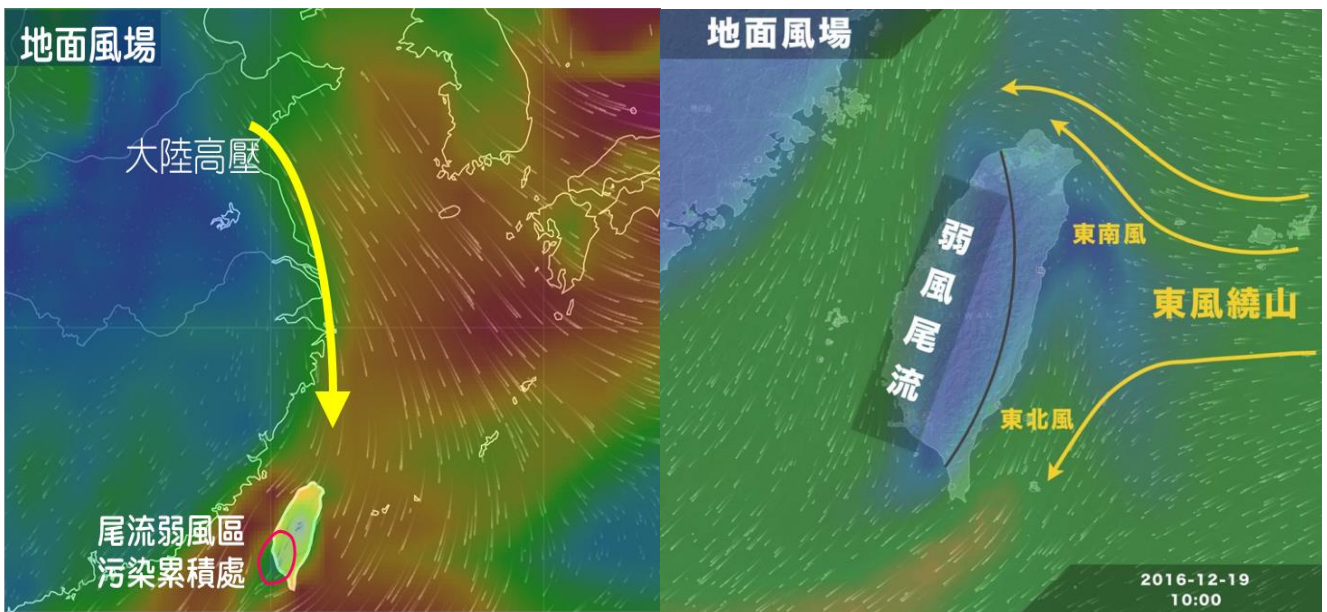 地面風場
大陸高壓
尾流弱風區
污染累積處
地面風場
東南風
東風繞山
弱風尾流
TAIWAN
東北風
2016-12-19
10:00